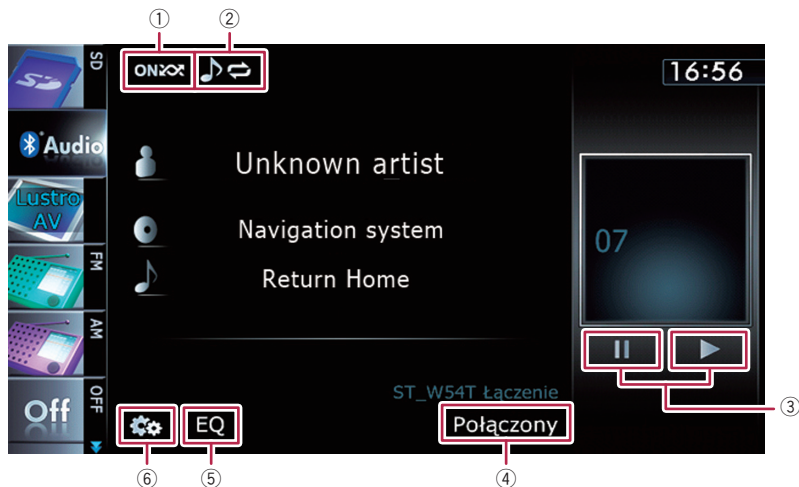 ① ②
SD
ON
16:56
Audio
Unknown artist
Lustro AV
Navigation system
07
FM
Return Home
AM
ST_W54T Łączenie
OFF
Off
EQ
Połączony
③
⑥ ⑤ ④